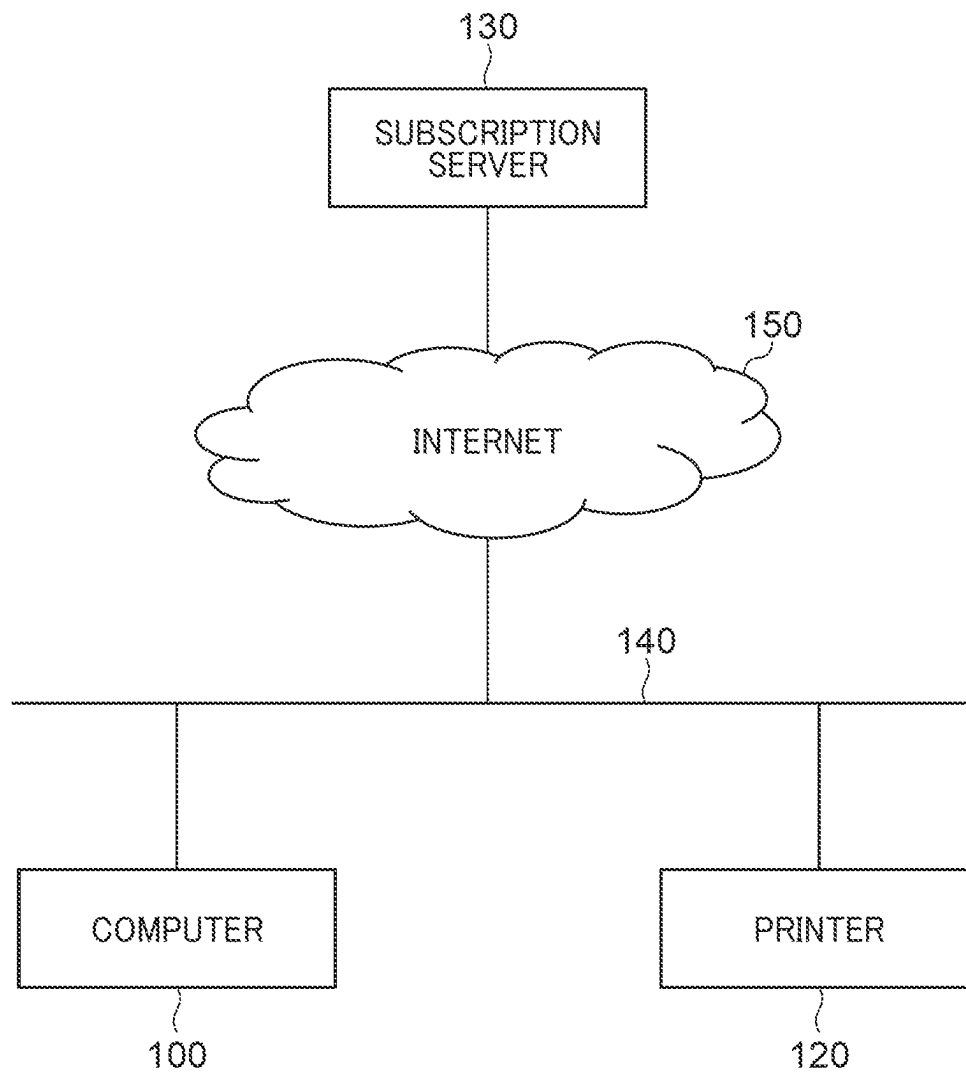 130
SUBSCRIPTION
SERVER
150
INTERNET
140
COMPUTER
PRINTER
100
120